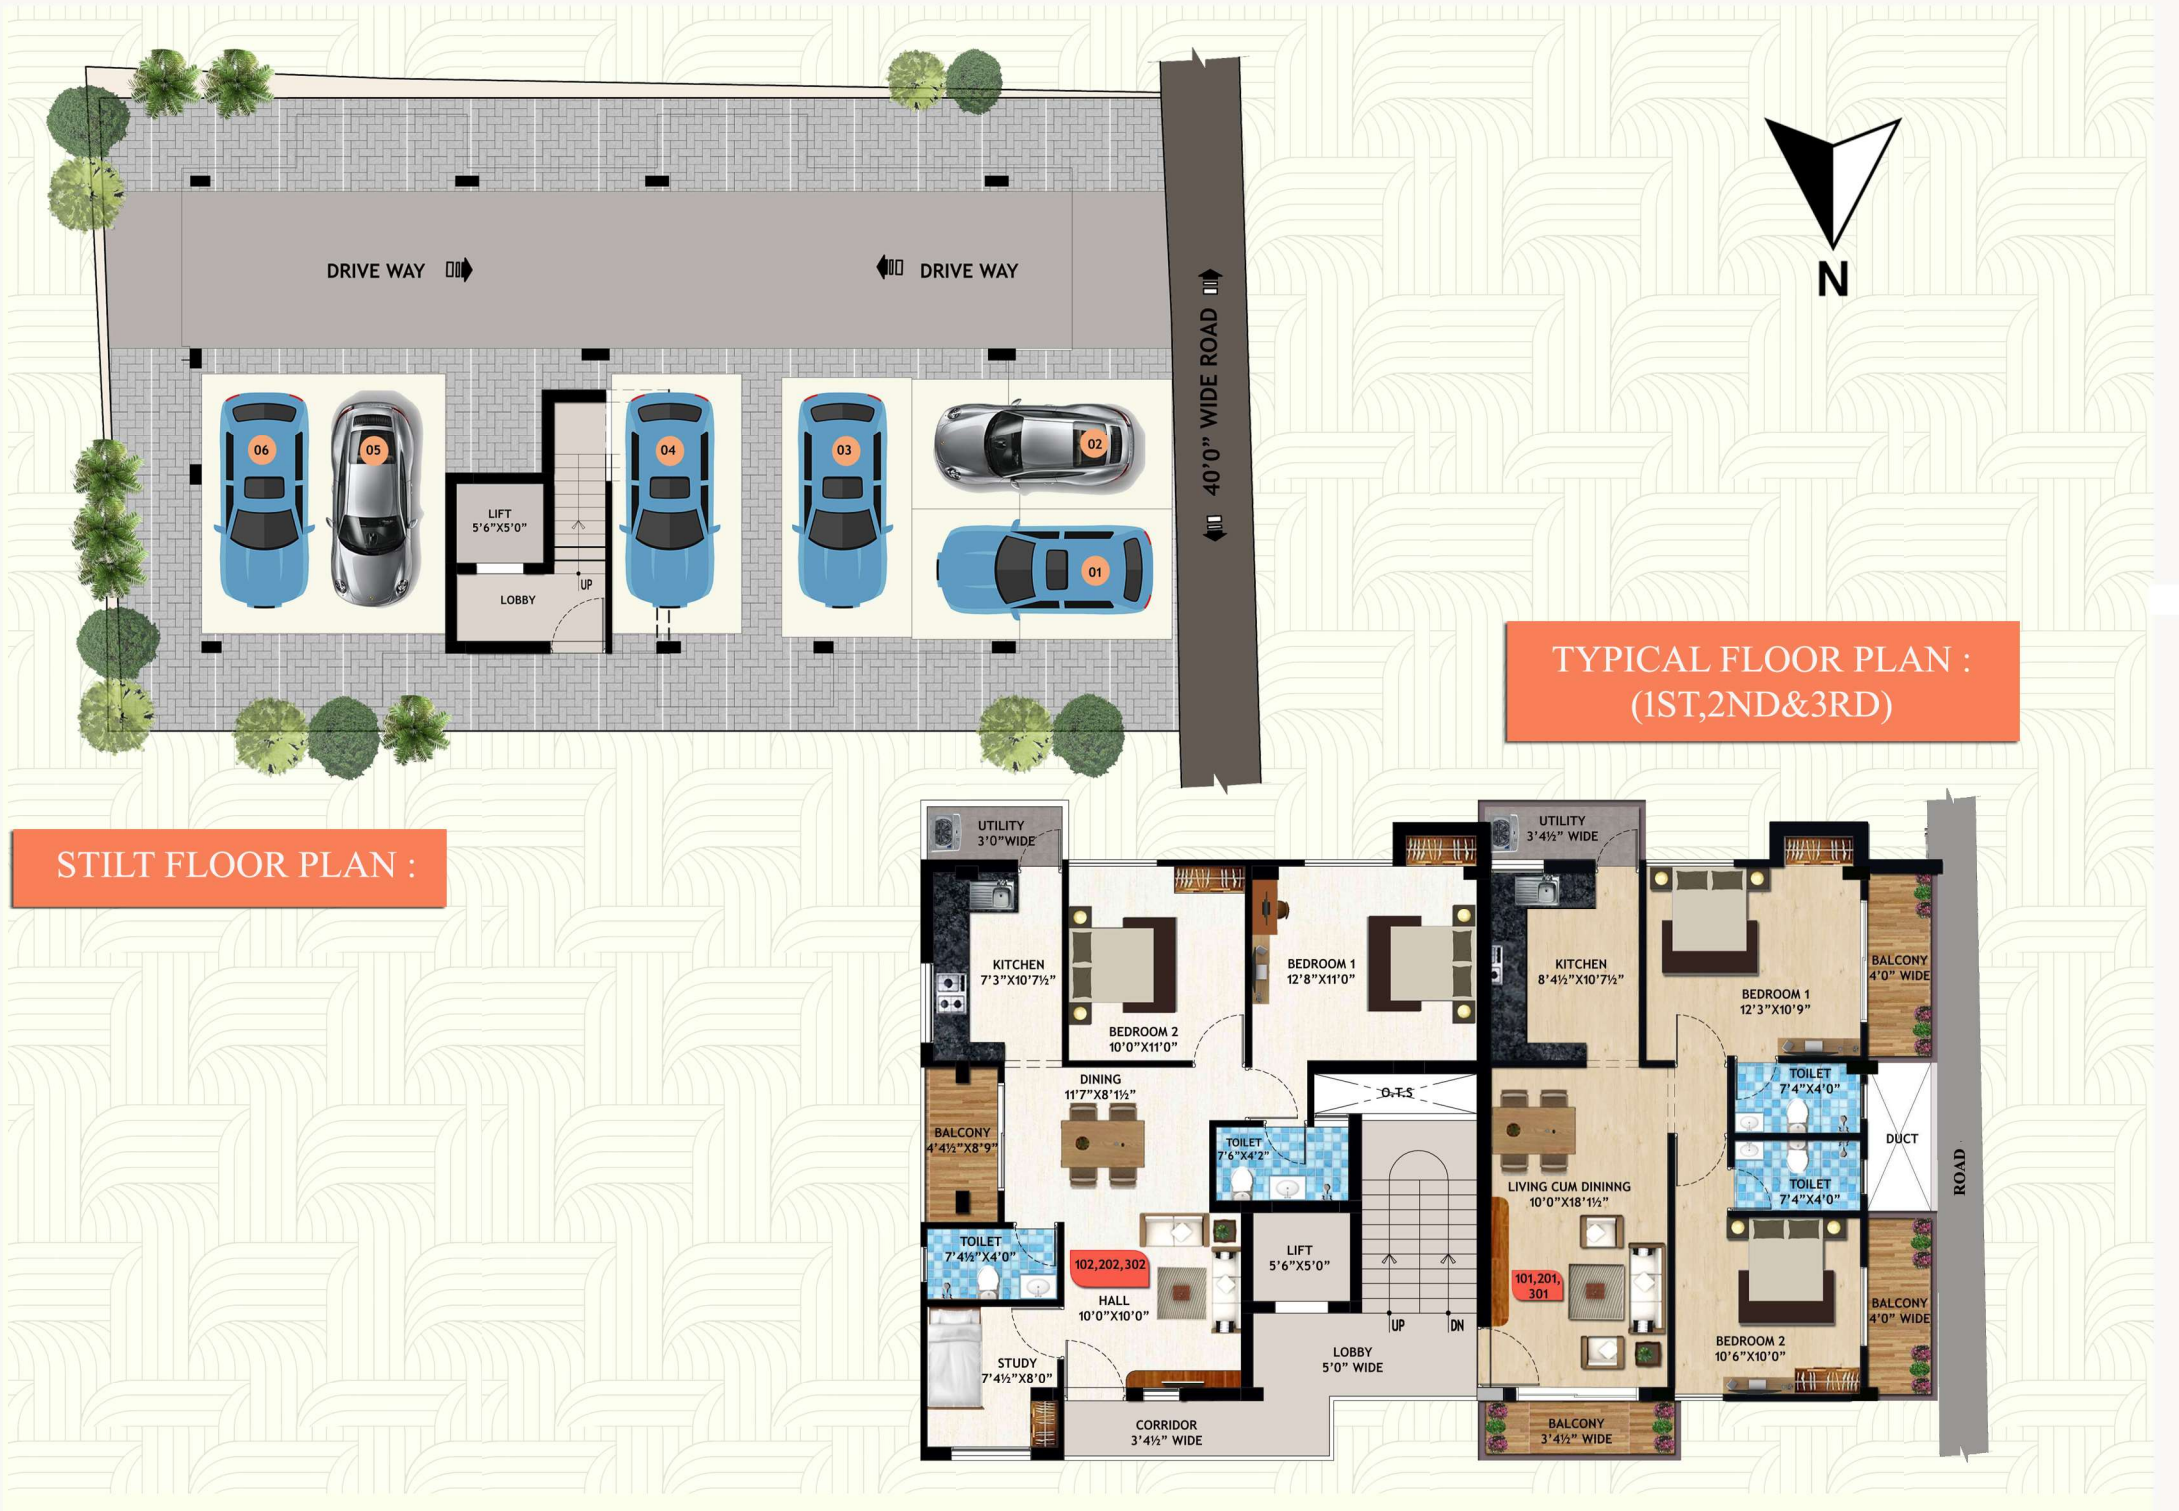 DRIVE WAY
DRIVE WAY
N
40'0" WIDE ROAD
06
05
04
03
02
01
LIFT
5'6"X5'0"
UP
LOBBY
TYPICAL FLOOR PLAN :
(1ST,2ND&3RD)
STILT FLOOR PLAN :
UTILITY
3'0"WIDE
UTILITY
3'4½" WIDE
KITCHEN
7'3"X10'7½"
BEDROOM 2
10'0"X11'0"
BEDROOM 1
12'8"X11'0"
KITCHEN
8'4½"X10'7½"
BEDROOM 1
12'3"X10'9"
BALCONY
4'0" WIDE
DINING
11'7"X8'1½"
O.T.S
TOILET
7'4"X4'0"
BALCONY
4'4½"X8'9"
TOILET
7'6"X4'2"
DUCT
ROAD
LIVING CUM DININNG
10'0"X18'1½"
TOILET
7'4"X4'0"
TOILET
7'4½"X4'0"
102,202,302
LIFT
5'6"X5'0"
101,201,
301
HALL
10'0"X10'0"
UP
DN
BALCONY
4'0" WIDE
STUDY
7'4½"X8'0"
LOBBY
5'0" WIDE
BEDROOM 2
10'6"X10'0"
CORRIDOR
3'4½" WIDE
BALCONY
3'4½" WIDE